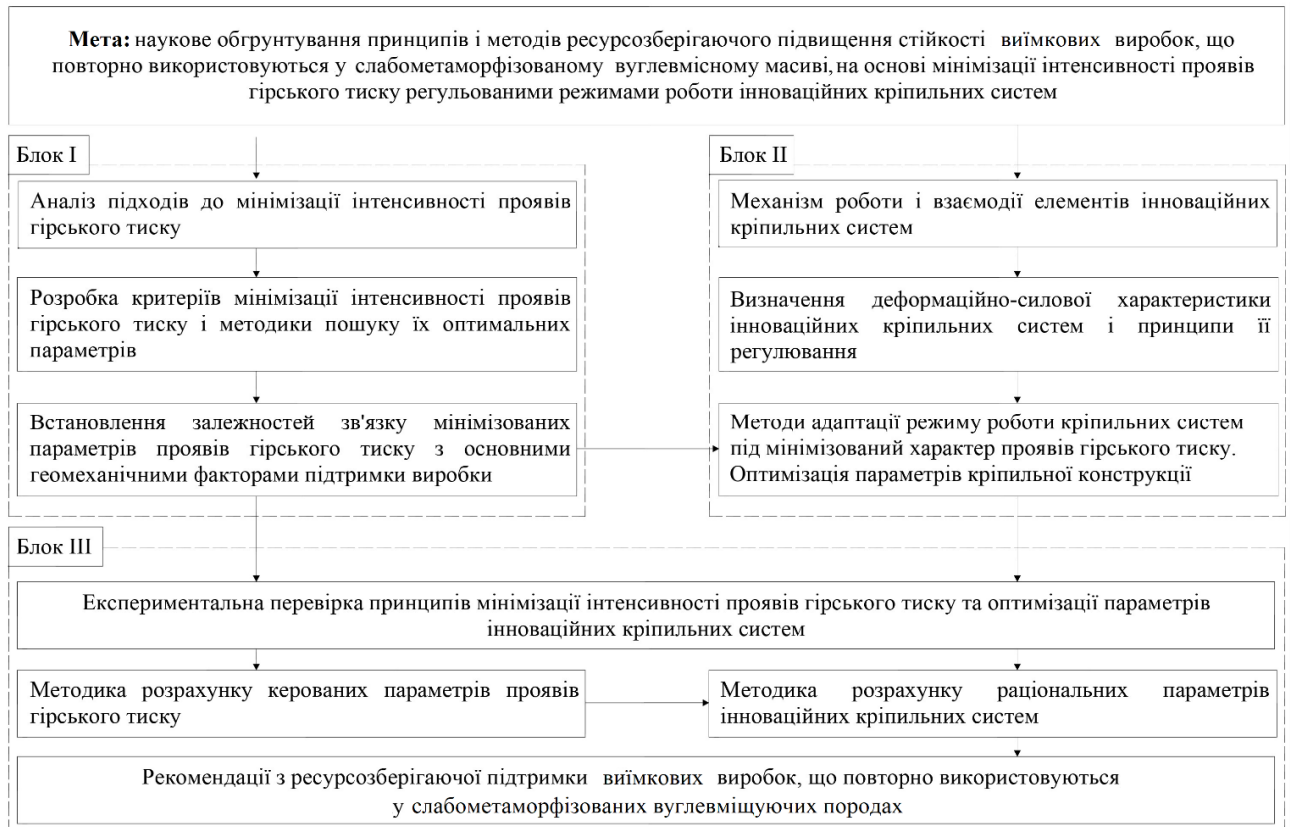 Мета: наукове обгрунтування принципів і методів ресурсозберігаючого підвищення стійкості виїмкових виробок, що
повторно використовуються у слабометаморфізованому вуглевмісному масиві, на основі мінімізації інтенсивності проявів
гірського тиску регульованими режимами роботи інноваційних кріпильних систем
Блок I
Аналіз підходів до мінімізації інтенсивності проявів
гірського тиску
Розробка критеріїв мінімізації інтенсивності проявів
гірського тиску і методики пошуку їх оптимальних
параметрів
Встановлення залежностей зв'язку мінімізованих
параметрів проявів гірського тиску з основними
геомеханічними факторами підтримки виробки
Блок II
Механізм роботи і взаємодії елементів інноваційних
кріпильних систем
Визначення деформаційно-силової характеристики
інноваційних кріпильних систем і принципи її
регулювання
Методи адаптації режиму роботи кріпильних систем
під мінімізований характер проявів гірського тиску.
Оптимізація параметрів кріпильної конструкції
Блок III
Експериментальна перевірка принципів мінімізації інтенсивності проявів гірського тиску та оптимізації параметрів
інноваційних кріпильних систем
Методика розрахунку керованих параметрів проявів
гірського тиску
Методика розрахунку раціональних параметрів
інноваційних кріпильних систем
Рекомендації з ресурсозберігаючої підтримки виїмкових виробок, що повторно використовуються
у слабометаморфізованих вуглевміщуючих породах